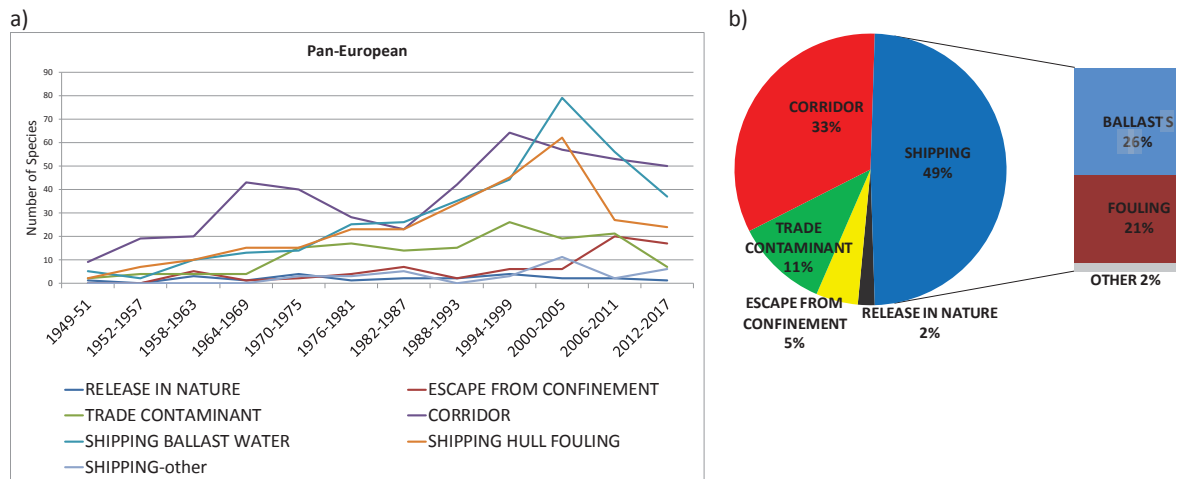 a)
Pan-European
Number of Species
90
80
70
60
50
40
30
20
10
0
1949-51
1952-1957
1958-1963
1964-1969
1970-1975
1976-1981
1982-1987
1988-1993
1994-1999
2000-2005
2006-2011
2012-2017
RELEASE IN NATURE
ESCAPE FROM CONFINEMENT
TRADE CONTAMINANT
CORRIDOR
SHIPPING BALLAST WATER
SHIPPING HULL FOULING
SHIPPING-other
b)
CORRIDOR
33%
SHIPPING
49%
TRADE
CONTAMINANT
11%
ESCAPE FROM
CONFINEMENT
5%
RELEASE IN NATURE
2%
BALLAST S
26%
FOULING
21%
OTHER 2%